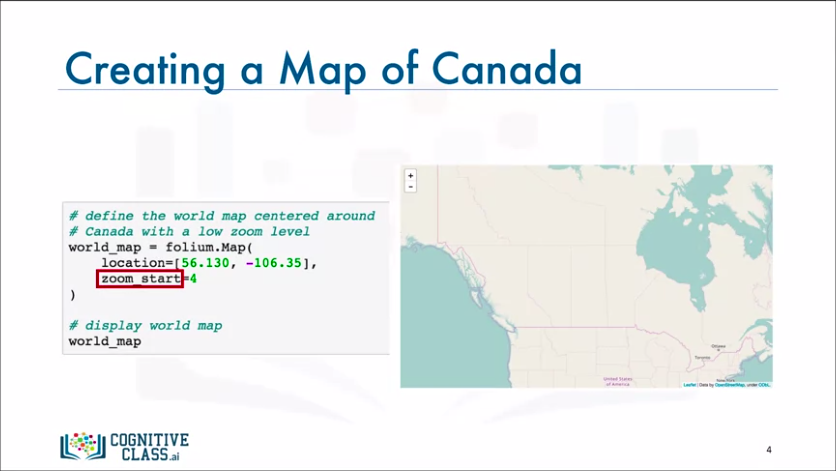 Creating a Map of Canada
# define the world map centered around
# Canada with a low zoom level
world_map = folium.Map(
location=[56.130, -106.35],
zoom_start=4
)
# display world map
world_map
+
-
Ottawa
Toronto
United States
of America
Leaflet | Data by OpenStreetMap, under ODbL.
COGNITIVE
CLASS.ai
4